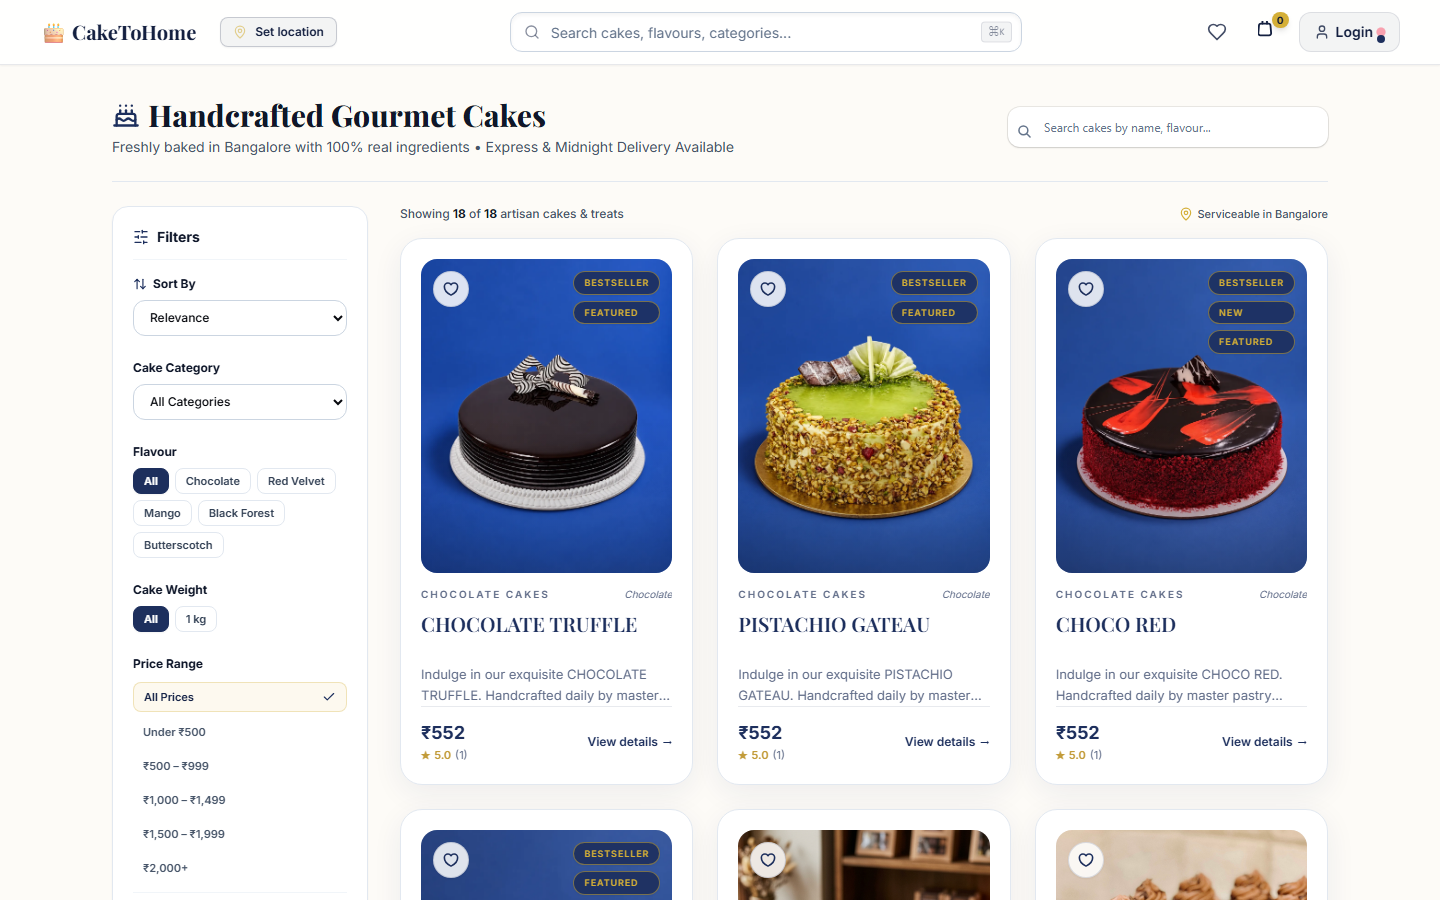 CakeToHome
Set location
Search cakes, flavours, categories...
⌘K
0
Login
Handcrafted Gourmet Cakes
Freshly baked in Bangalore with 100% real ingredients • Express & Midnight Delivery Available
Search cakes by name, flavour...
Filters
Sort By
Relevance
Cake Category
All Categories
Flavour
All Chocolate Red Velvet
Mango Black Forest
Butterscotch
Cake Weight
All 1 kg
Price Range
All Prices
Under ₹500
₹500 – ₹999
₹1,000 – ₹1,499
₹1,500 – ₹1,999
₹2,000+
Showing 18 of 18 artisan cakes & treats
Serviceable in Bangalore
BESTSELLER
FEATURED
CHOCOLATE CAKES Chocolate
CHOCOLATE TRUFFLE
Indulge in our exquisite CHOCOLATE
TRUFFLE. Handcrafted daily by master...
₹552
★ 5.0 (1)
View details →
BESTSELLER
FEATURED
CHOCOLATE CAKES Chocolate
PISTACHIO GATEAU
Indulge in our exquisite PISTACHIO
GATEAU. Handcrafted daily by master...
₹552
★ 5.0 (1)
View details →
BESTSELLER
NEW
FEATURED
CHOCOLATE CAKES Chocolate
CHOCO RED
Indulge in our exquisite CHOCO RED.
Handcrafted daily by master pastry...
₹552
★ 5.0 (1)
View details →
BESTSELLER
FEATURED